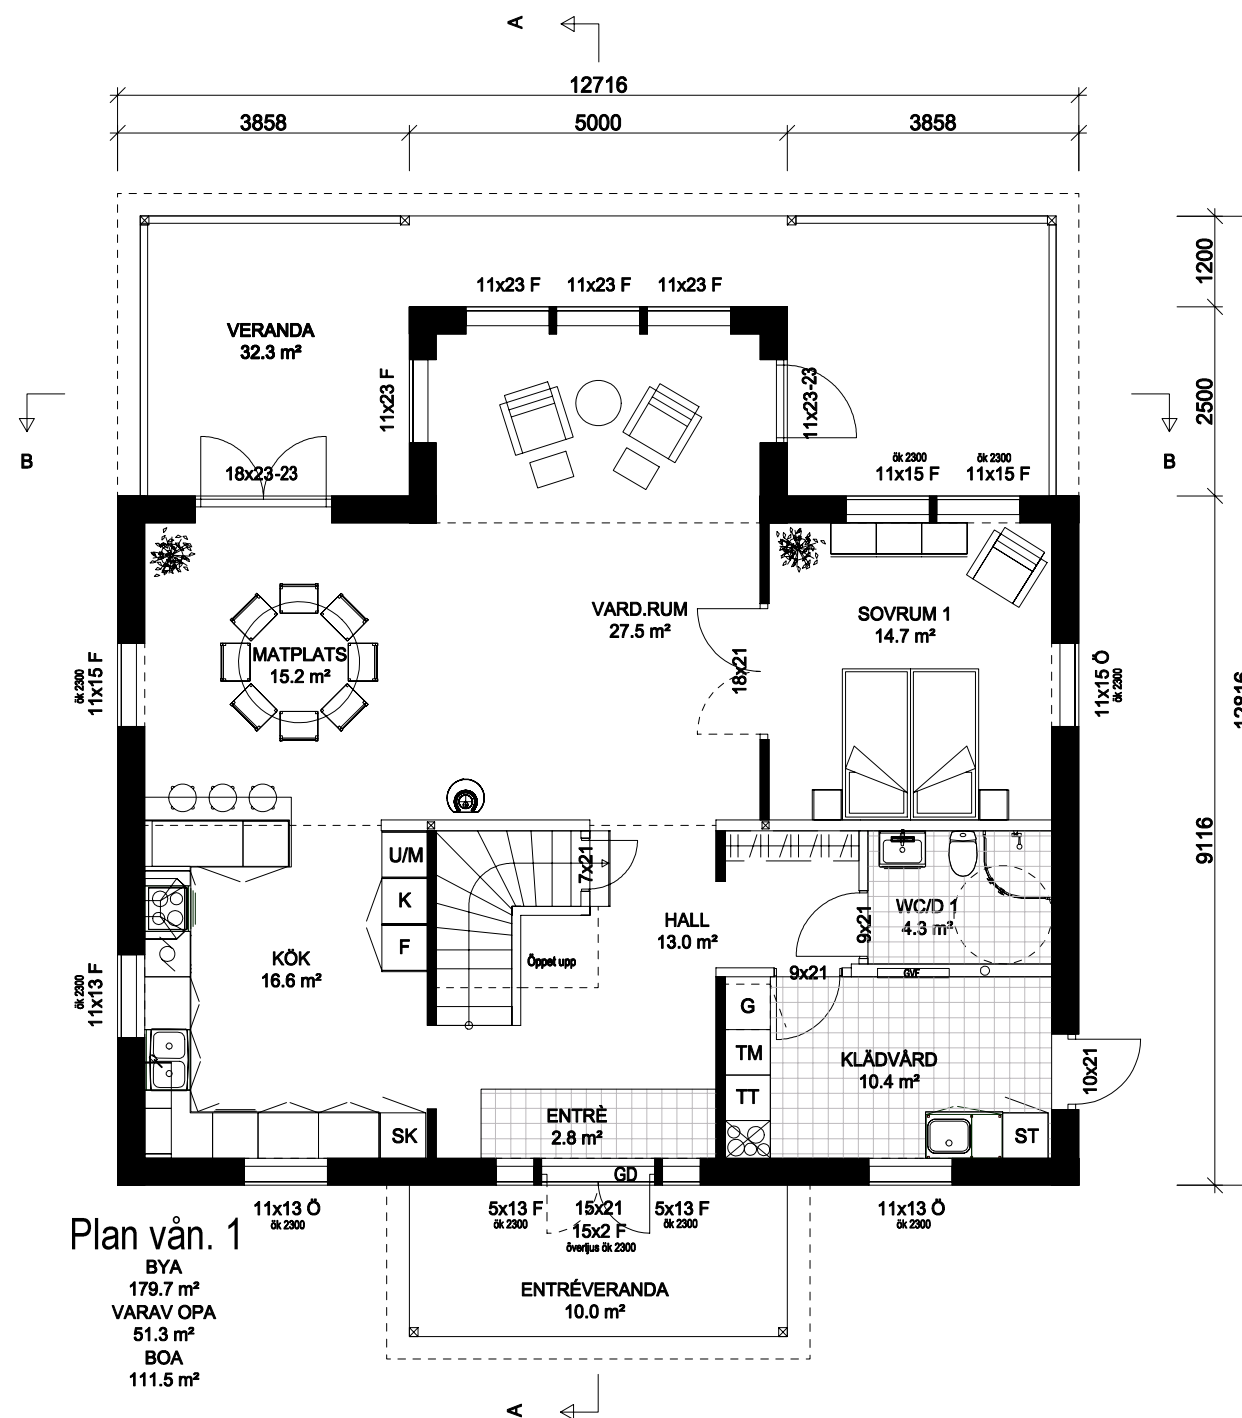 A
12716
3858
5000
3858
1200
11x23 F
11x23 F
11x23 F
VERANDA
32.3 m²
11x23 F
11x23-23
2500
B
B
18x23-23
ök 2300
11x15 F
ök 2300
11x15 F
VARD.RUM
27.5 m²
SOVRUM 1
14.7 m²
MATPLATS
15.2 m²
18x21
ök 2300
11x15 F
11x15 Ö
ök 2300
12816
9116
U/M
7x21
K
F
HALL
13.0 m²
WC/D 1
4.3 m²
9x21
KÖK
16.6 m²
Öppet upp
9x21
GVF
ök 2300
11x13 F
G
TM
TT
KLÄDVÅRD
10.4 m²
10x21
ENTRÈ
2.8 m²
SK
ST
GD
11x13 Ö
ök 2300
5x13 F
ök 2300
15x21
15x2 F
överljus ök 2300
5x13 F
ök 2300
11x13 Ö
ök 2300
Plan vån. 1
BYA
179.7 m²
VARAV OPA
51.3 m²
BOA
111.5 m²
ENTRÉVERANDA
10.0 m²
A